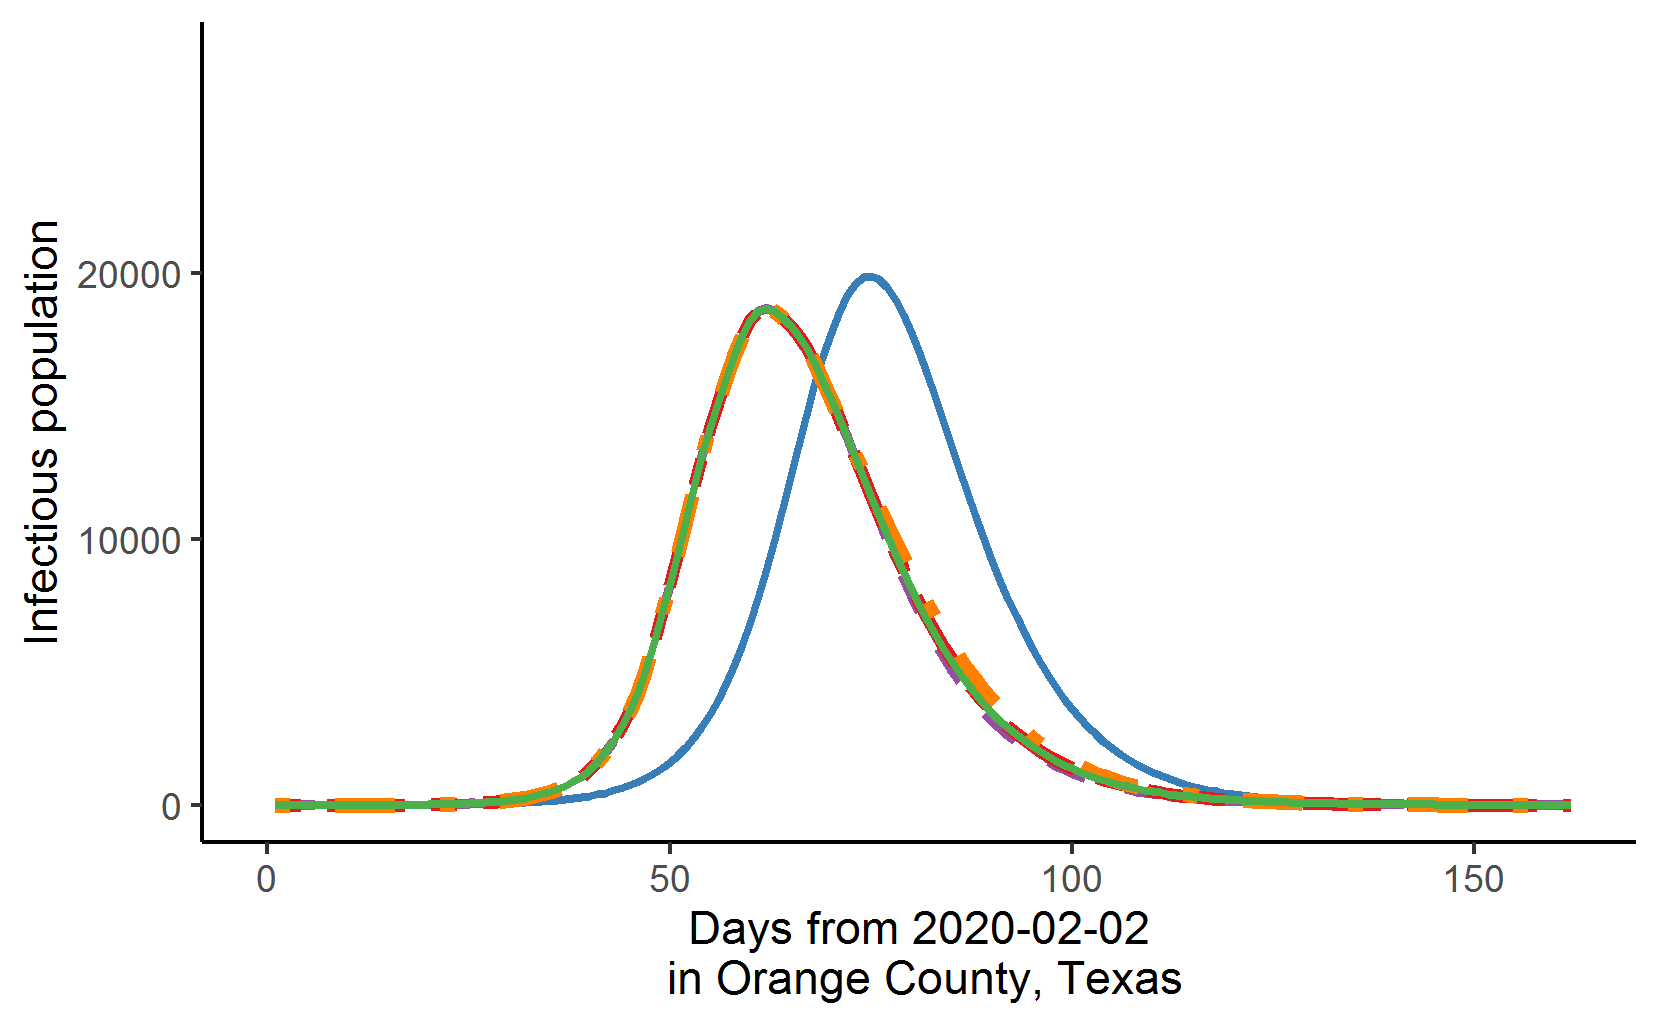 Infectious population
20000
10000
0
0 50 100 150
Days from 2020-02-02
in Orange County, Texas